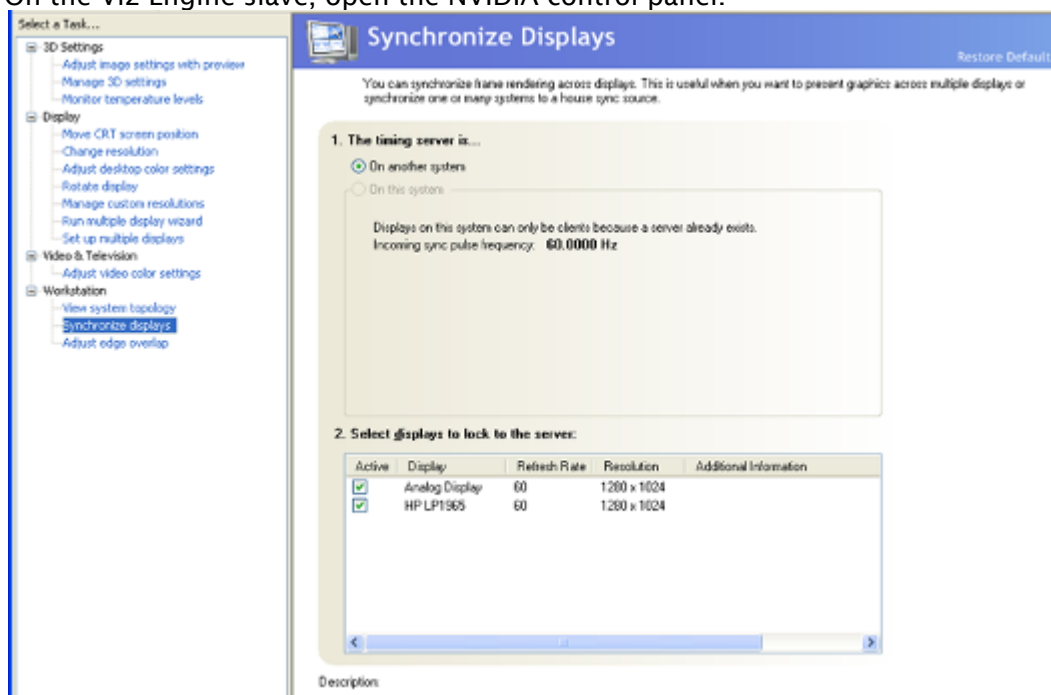 On the Viz Engine slave, open the NVIDIA control panel.
Select a Task...
3D Settings
Adjust image settings with preview
Manage 3D settings
Monitor temperature levels
Display
Move CRT screen position
Change resolution
Adjust desktop color settings
Rotate display
Manage custom resolutions
Run multiple display wizard
Set up multiple displays
Video & Television
Adjust video color settings
Workstation
View system topology
Synchronize displays
Adjust edge overlap
Synchronize Displays
Restore Default
You can synchronize frame rendering across displays. This is useful when you want to present graphics across multiple displays or
synchronize one or many systems to a house sync source.
1. The timing server is....
On another system
On this system
Displays on this system can only be clients because a server already exists.
Incoming sync pulse frequency: 60.0000 Hz
2. Select displays to lock to the server:
Active Display Refresh Rate Resolution Additional Information
Analog Display 60 1280 x 1024
HP LP1965 60 1280 x 1024
Description: